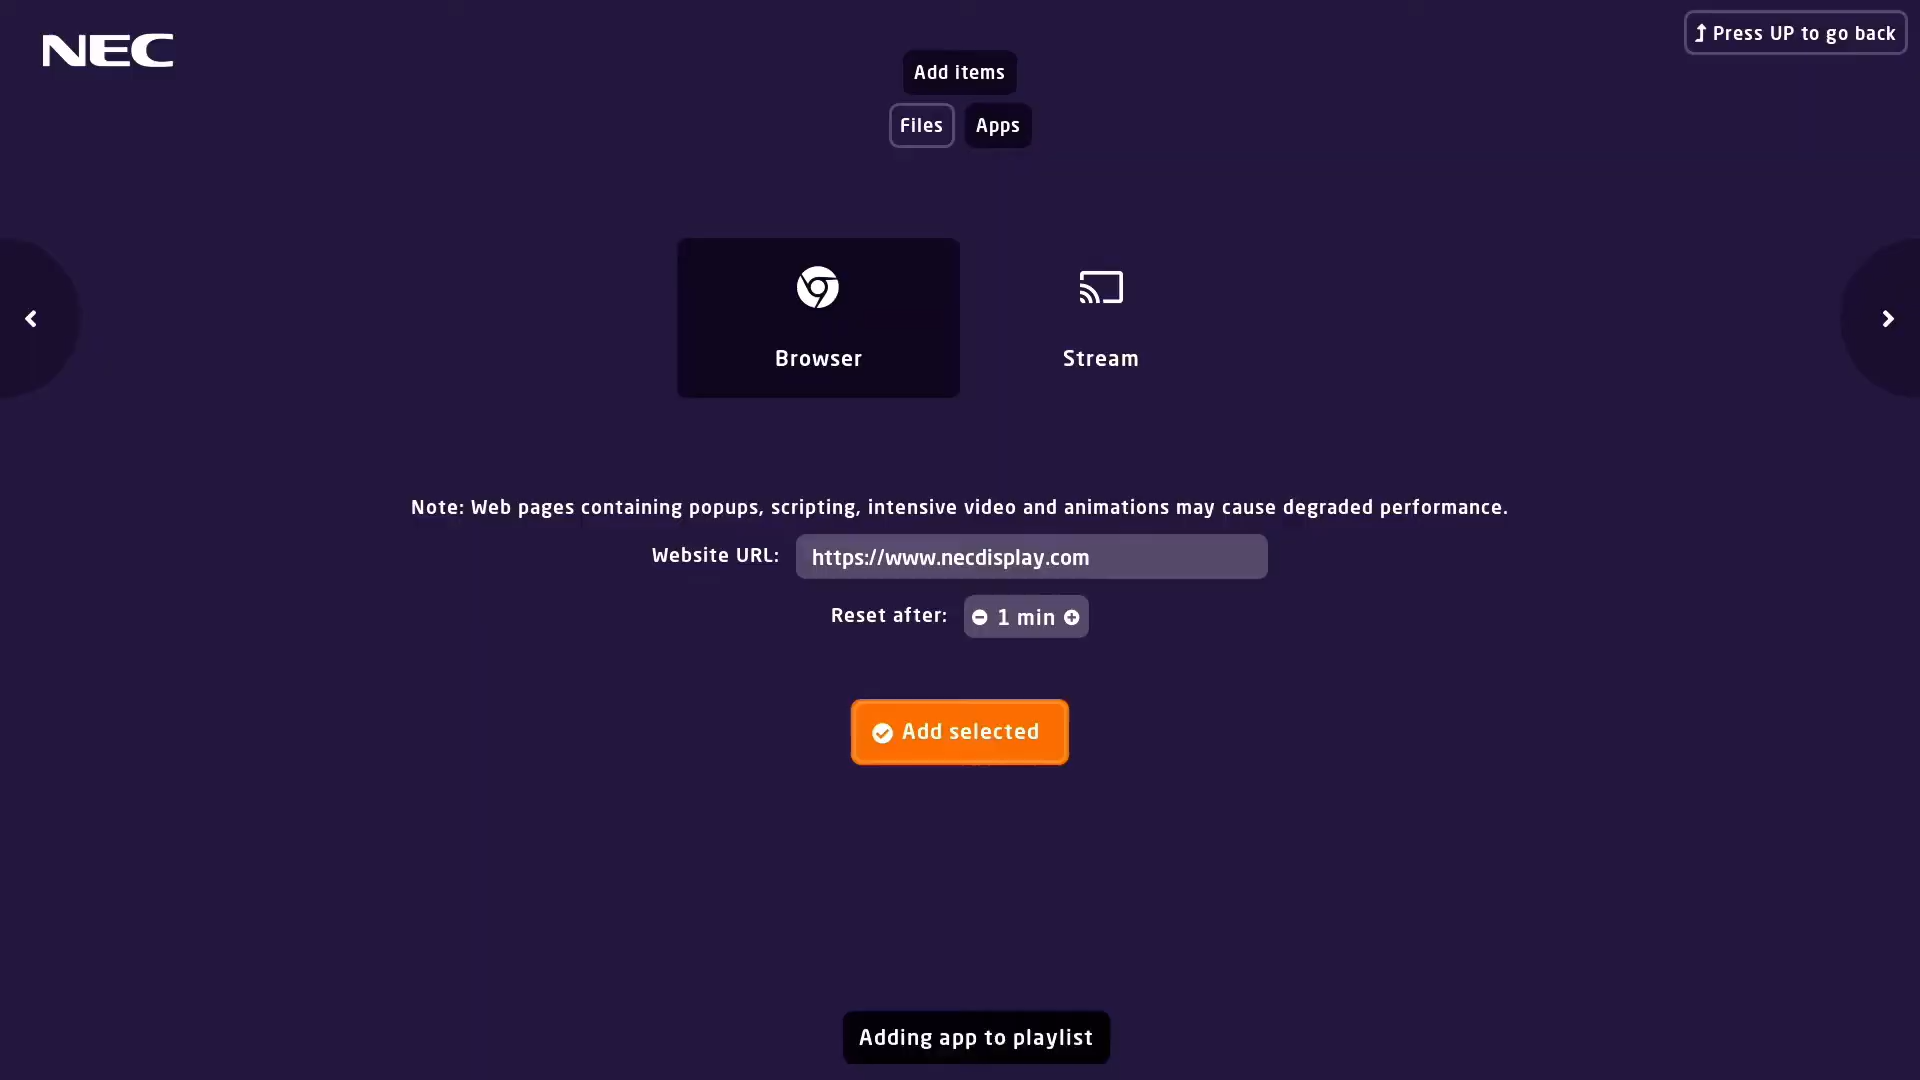 NEC
Press UP to go back
Add items
Files Apps
Browser
Stream
Note: Web pages containing popups, scripting, intensive video and animations may cause degraded performance.
Website URL: https://www.necdisplay.com
Reset after: 1 min
Add selected
Adding app to playlist